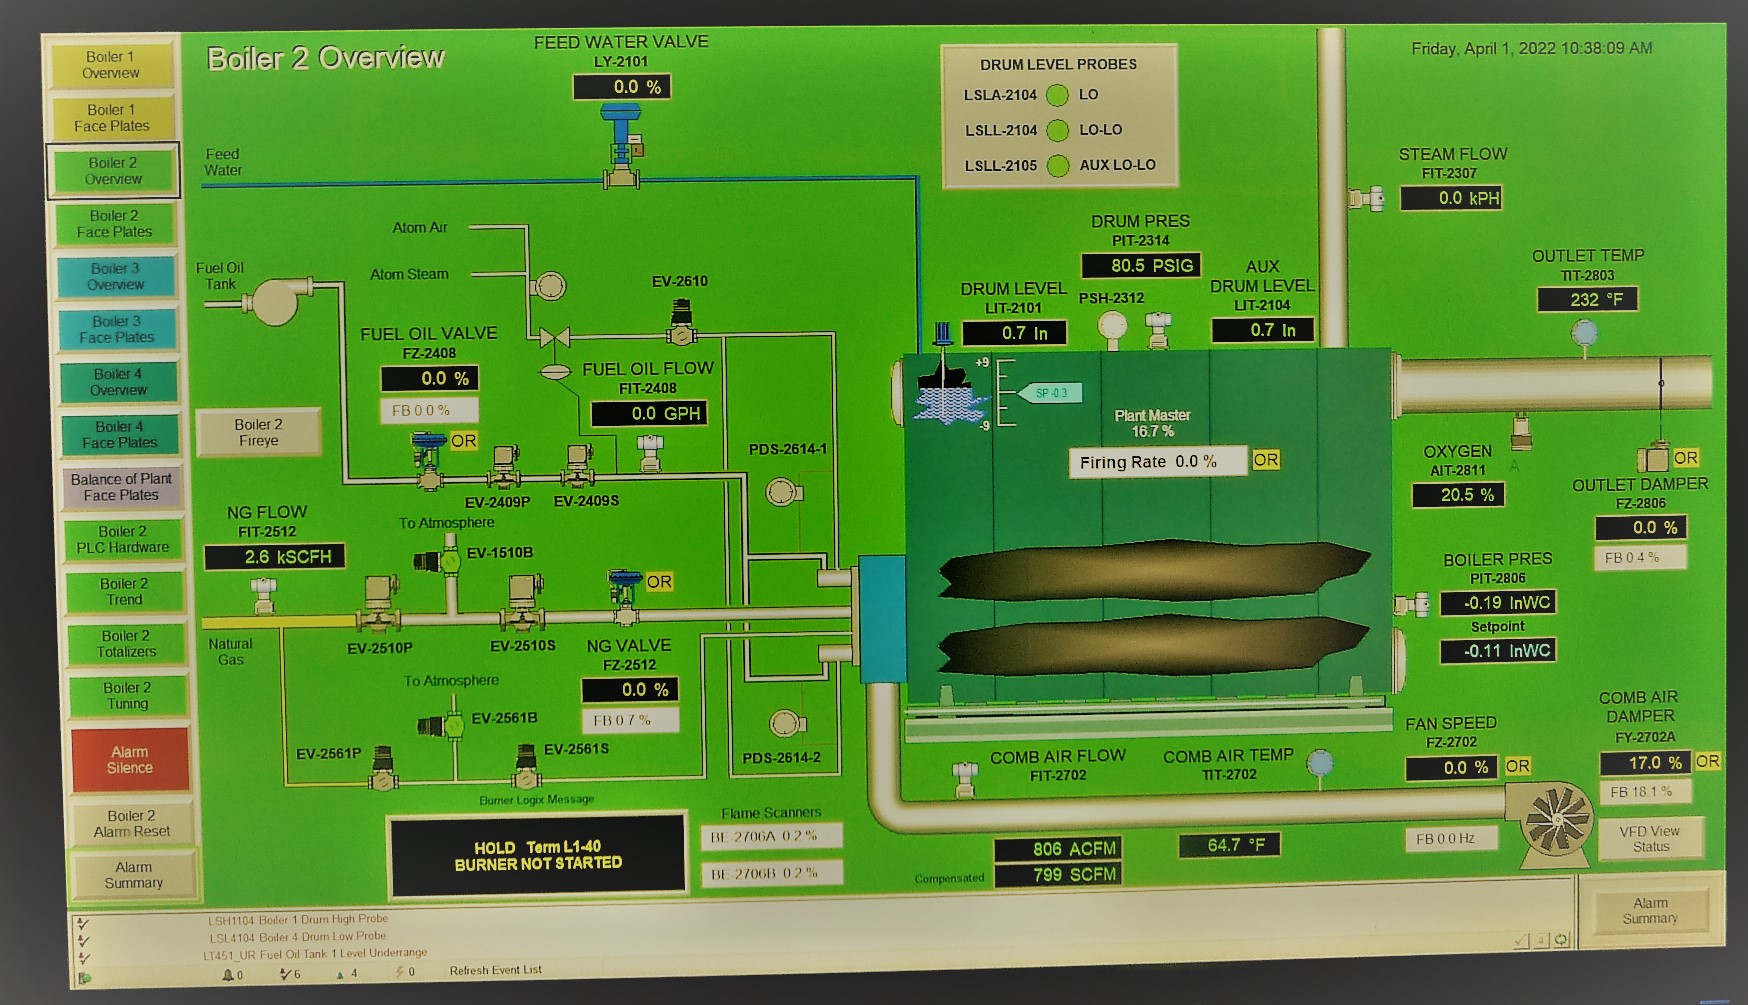 Boiler 2 Overview
Friday, April 1, 2022 10:38:09 AM
Boiler 1
Overview
Boiler 1
Face Plates
Boiler 2
Overview
Boiler 2
Face Plates
Boiler 3
Overview
Boiler 3
Face Plates
Boiler 4
Overview
Boiler 4
Face Plates
Balance of Plant
Face Plates
Boiler 2
PLC Hardware
Boiler 2
Trend
Boiler 2
Totalizers
Boiler 2
Tuning
Alarm
Silence
Boiler 2
Alarm Reset
Alarm
Summary
FEED WATER VALVE
LY-2101
0.0 %
Feed
Water
DRUM LEVEL PROBES
LSLA-2104 LO
LSLL-2104 LO-LO
LSLL-2105 AUX LO-LO
STEAM FLOW
FIT-2307
0.0 kPH
Atom Air
Atom Steam
Fuel Oil
Tank
EV-2610
DRUM PRES
PIT-2314
80.5 PSIG
DRUM LEVEL
LIT-2101
0.7 In
PSH-2312
AUX
DRUM LEVEL
LIT-2104
0.7 In
OUTLET TEMP
TIT-2803
232 °F
FUEL OIL VALVE
FZ-2408
0.0 %
FB 0.0 %
OR
FUEL OIL FLOW
FIT-2408
0.0 GPH
Boiler 2
Fireye
EV-2409P
EV-2409S
PDS-2614-1
+9
SP -0.3
-9
Plant Master
16.7 %
Firing Rate 0.0 %
OR
OXYGEN
AIT-2811
20.5 %
A
OR
OUTLET DAMPER
FZ-2806
0.0 %
FB 0.4 %
NG FLOW
FIT-2512
2.6 kSCFH
To Atmosphere
EV-1510B
OR
BOILER PRES
PIT-2806
-0.19 InWC
Setpoint
-0.11 InWC
Natural
Gas
EV-2510P
EV-2510S
NG VALVE
FZ-2512
0.0 %
FB 0.7 %
To Atmosphere
EV-2561B
EV-2561P
EV-2561S
PDS-2614-2
COMB AIR FLOW
FIT-2702
COMB AIR TEMP
TIT-2702
FAN SPEED
FZ-2702
0.0 %
OR
COMB AIR
DAMPER
FY-2702A
17.0 %
OR
FB 18.1 %
Burner Logix Message
HOLD Term L1-40
BURNER NOT STARTED
Flame Scanners
BE-2706A 0.2 %
BE-2706B 0.2 %
806 ACFM
Compensated 799 SCFM
64.7 °F
FB 0.0 Hz
VFD View
Status
LSH1104 Boiler 1 Drum High Probe
LSL4104 Boiler 4 Drum Low Probe
LT451_UR Fuel Oil Tank 1 Level Underrange
0 6 4 0 Refresh Event List
Alarm
Summary